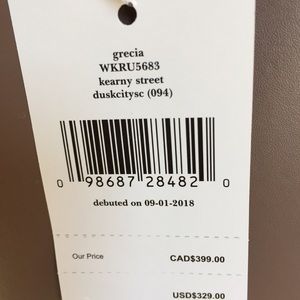 grecia
WKRU5683
kearny street
duskcitysc (094)
0 98687 28482 0
debuted on 09-01-2018
Our Price CAD$399.00
USD$329.00